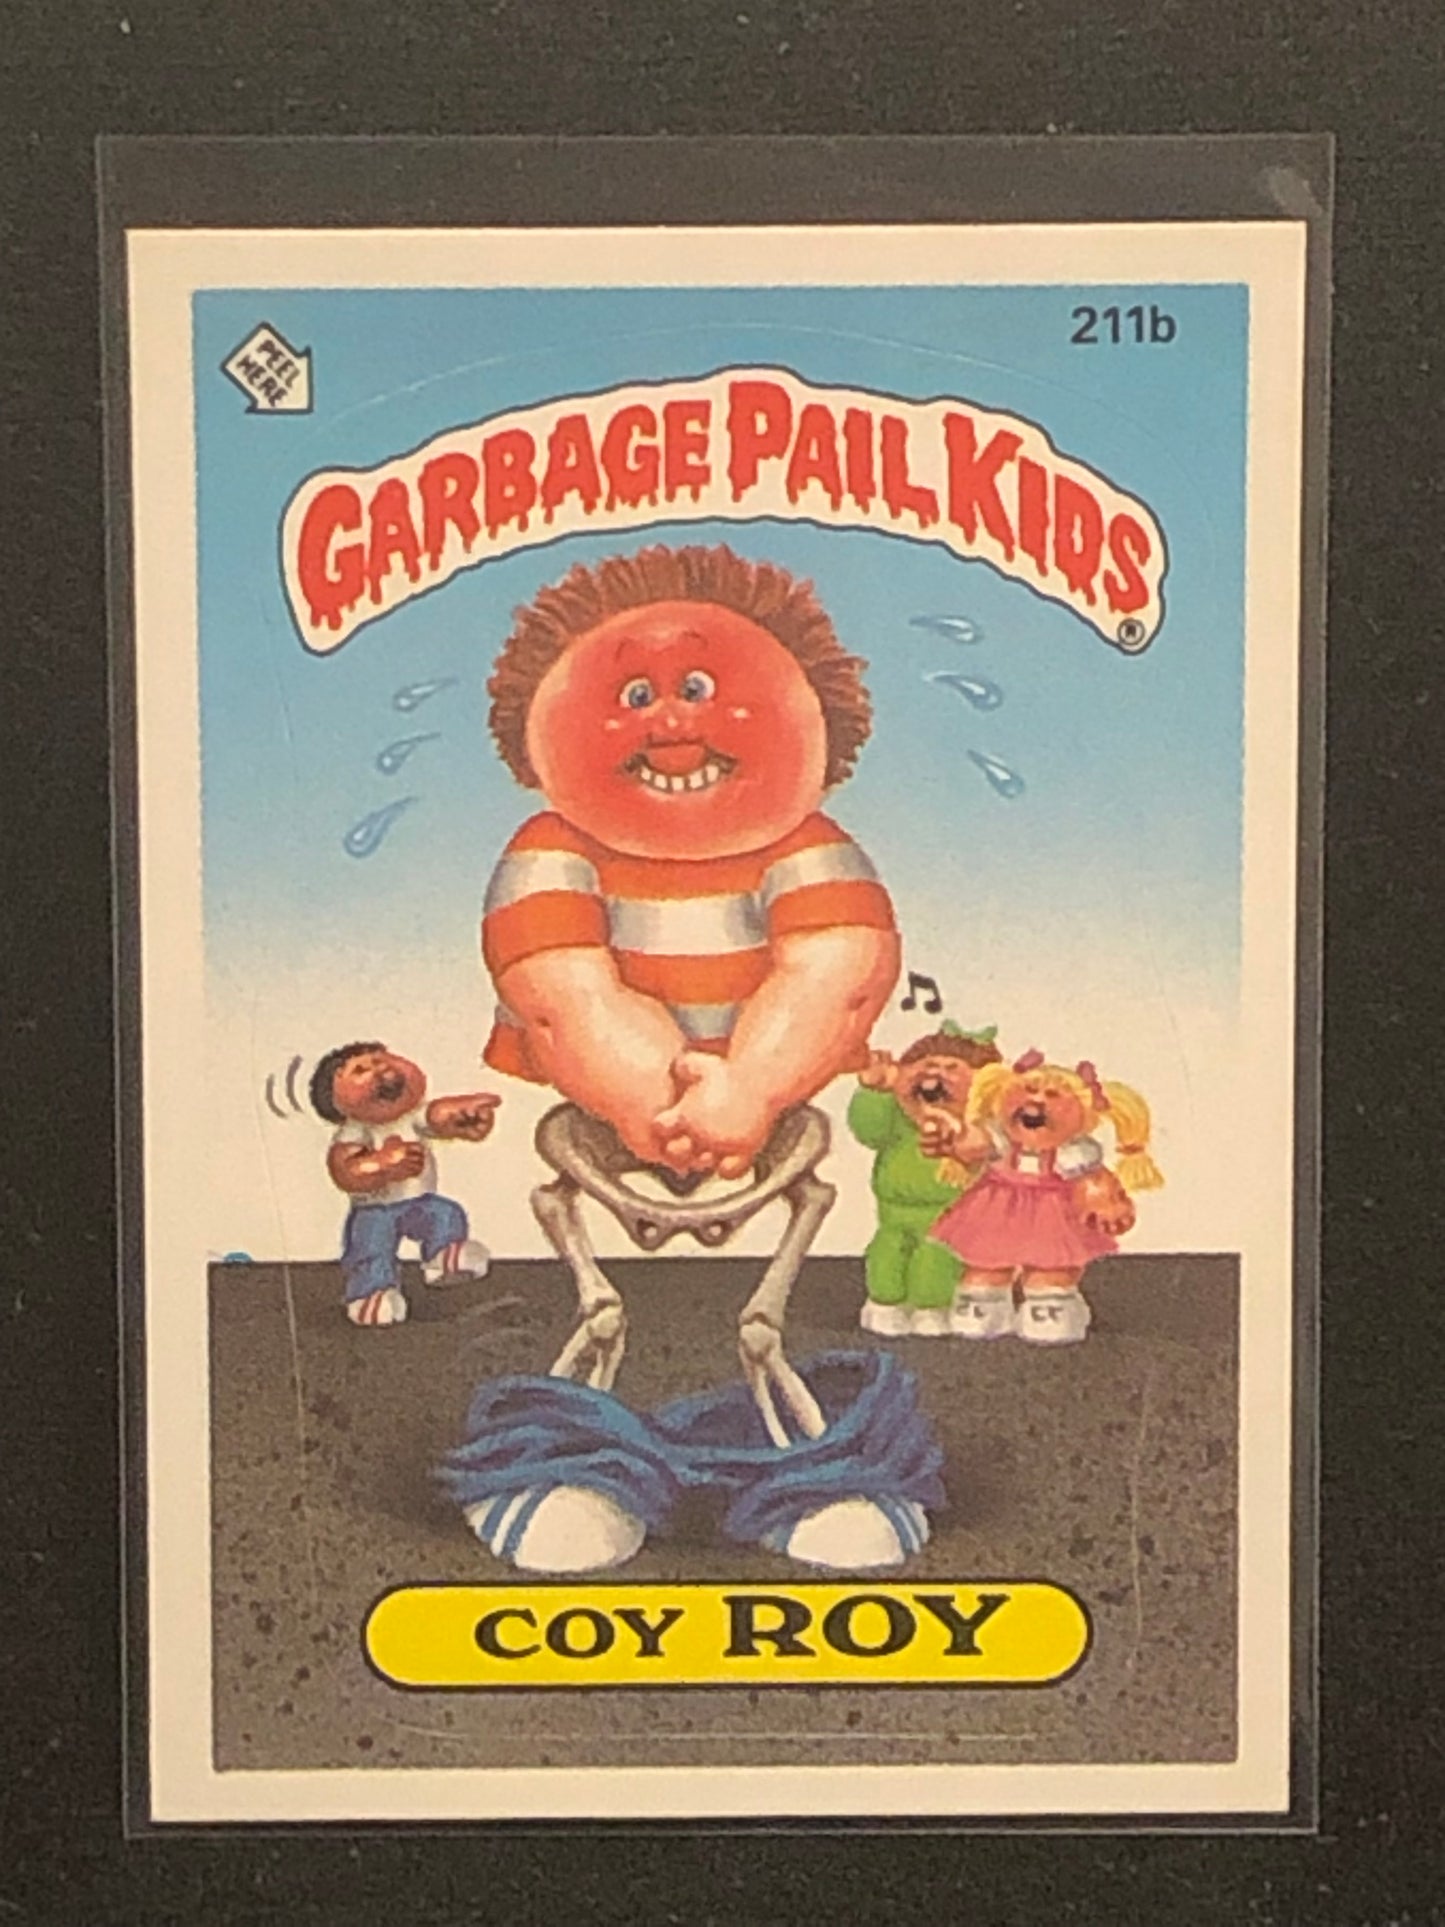 PEEL
HERE
211b
GARBAGE PAIL KIDS
®
COY ROY